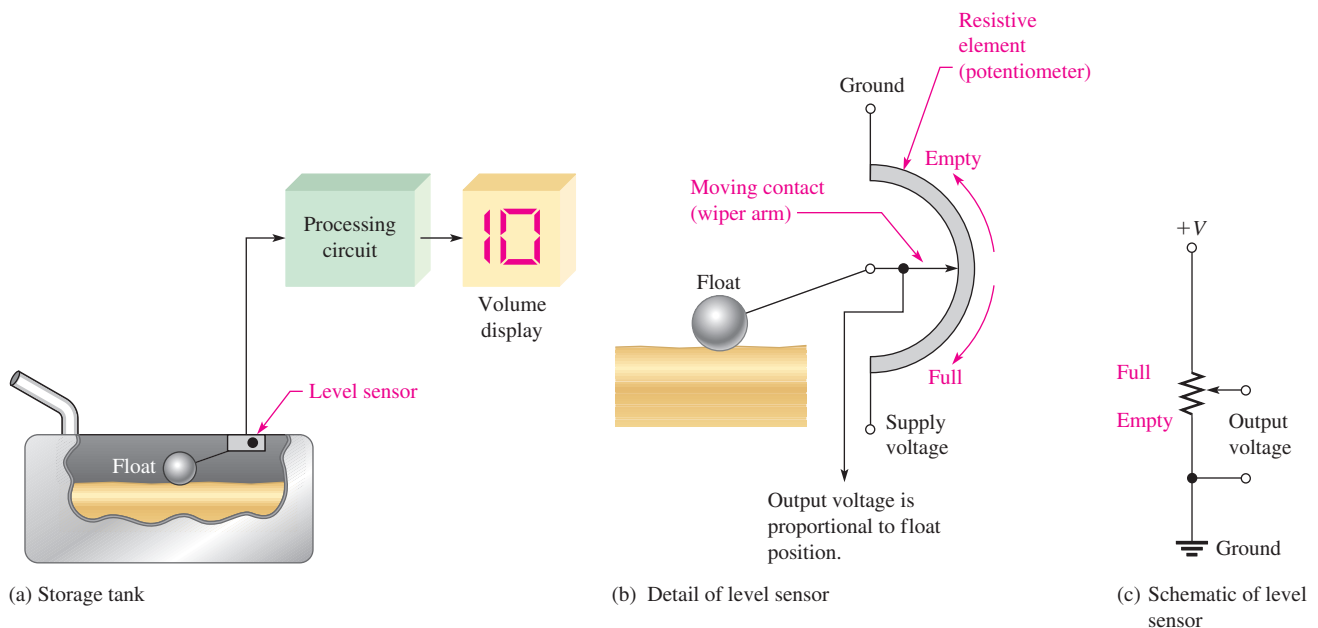 Processing
circuit
10
Volume
display
Level sensor
Float
(a) Storage tank
Resistive
element
(potentiometer)
Ground
Empty
Moving contact
(wiper arm)
Float
Full
Supply
voltage
Output voltage is
proportional to float
position.
(b) Detail of level sensor
+V
Full
Empty
Output
voltage
Ground
(c) Schematic of level
sensor